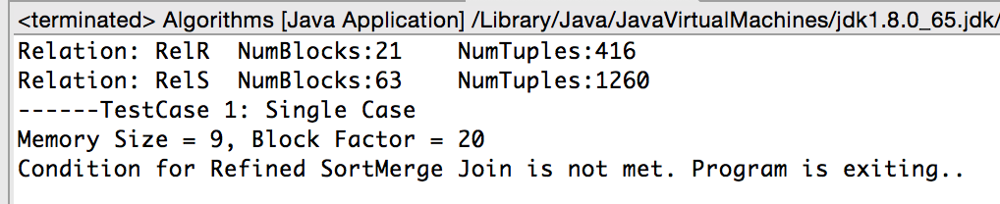 <terminated> Algorithms [Java Application] /Library/Java/JavaVirtualMachines/jdk1.8.0_65.jdk/
Relation: RelR  NumBlocks:21    NumTuples:416
Relation: RelS  NumBlocks:63    NumTuples:1260
------TestCase 1: Single Case
Memory Size = 9, Block Factor = 20
Condition for Refined SortMerge Join is not met. Program is exiting..